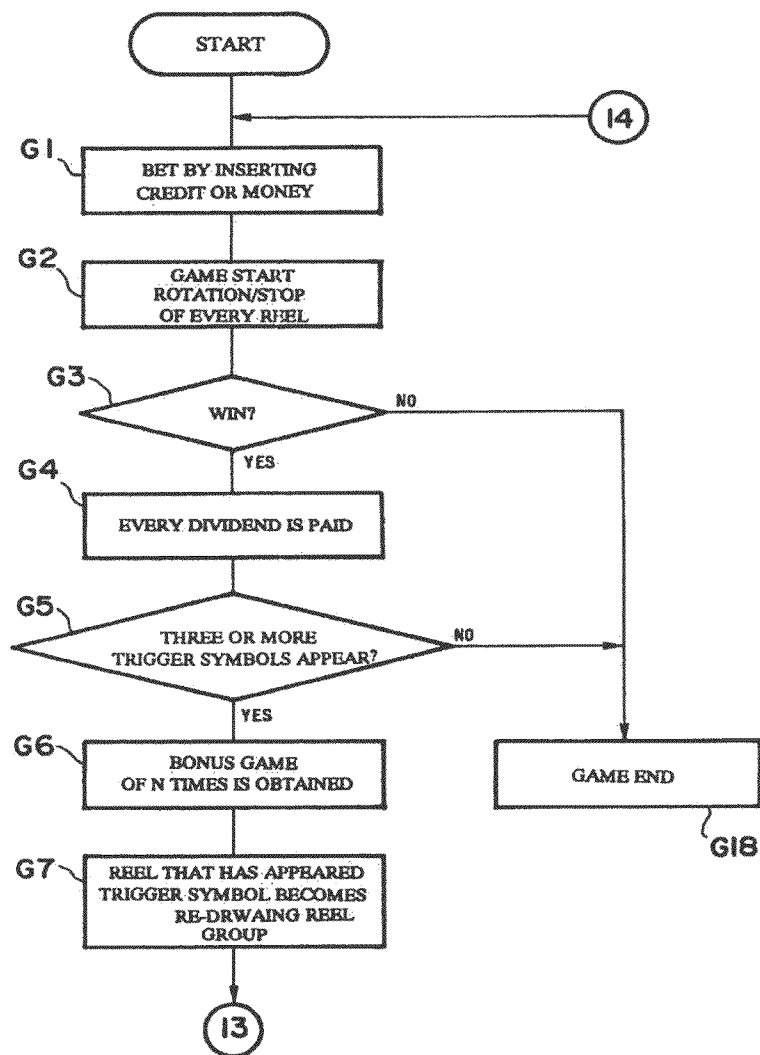 START
14
G1
BET BY INSERTING
CREDIT OR MONEY
G2
GAME START
ROTATION/STOP
OF EVERY REEL
G3
WIN?
NO
YES
G4
EVERY DIVIDEND IS PAID
G5
THREE OR MORE
TRIGGER SYMBOLS APPEAR?
NO
YES
G6
BONUS GAME
OF N TIMES IS OBTAINED
GAME END
G18
G7
REEL THAT HAS APPEARED
TRIGGER SYMBOL BECOMES
RE-DRWAING REEL
GROUP
13